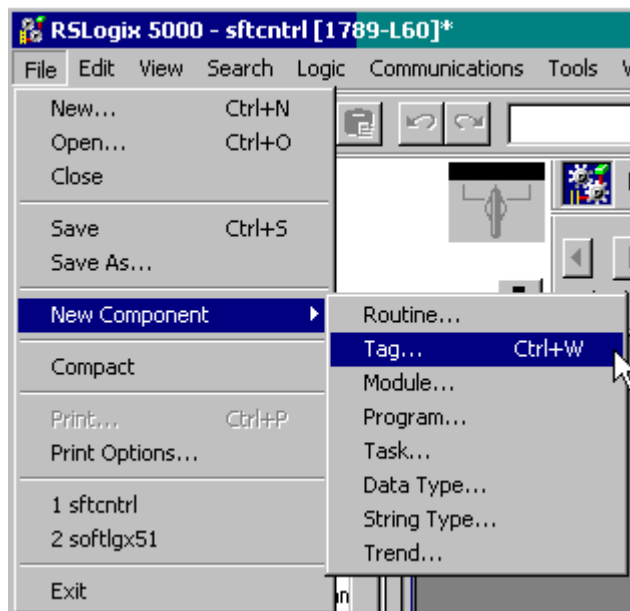 RSLogix 5000 - sftcntrl [1789-L60]*
File Edit View Search Logic Communications Tools
New... Ctrl+N
Open... Ctrl+O
Close
Save Ctrl+S
Save As...
New Component
Compact
Print... Ctrl+P
Print Options...
1 sftcntrl
2 softlgx51
Exit
Routine...
Tag... Ctrl+W
Module...
Program...
Task...
Data Type...
String Type...
Trend...